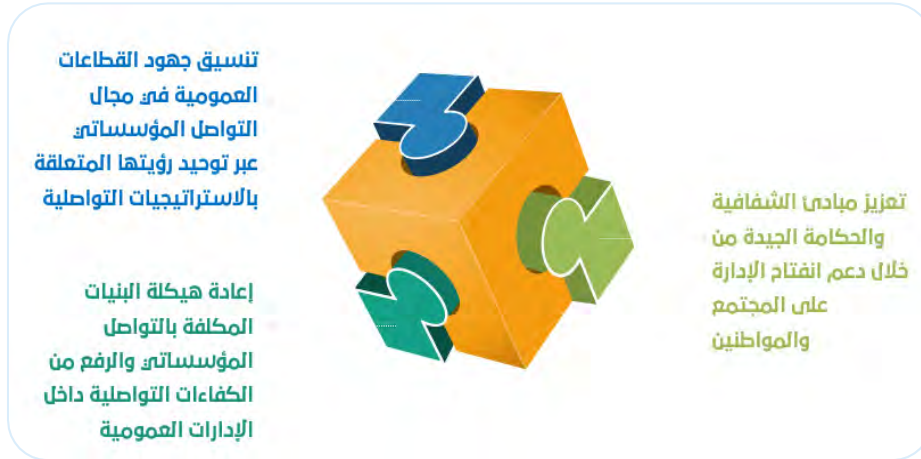 تنسيق جهود القطاعات
العمومية في مجال
التواصل المؤسساتي
عبر توحيد رؤيتها المتعلقة
بالاستراتيجيات التواصلية
تعزيز مبادئ الشفافية
والحكامة الجيدة من
خلال دعم انفتاح الإدارة
على المجتمع
والمواطنين
إعادة هيكلة البنيات
المكلفة بالتواصل
المؤسساتي والرفع من
الكفاءات التواصلية داخل
الإدارات العمومية